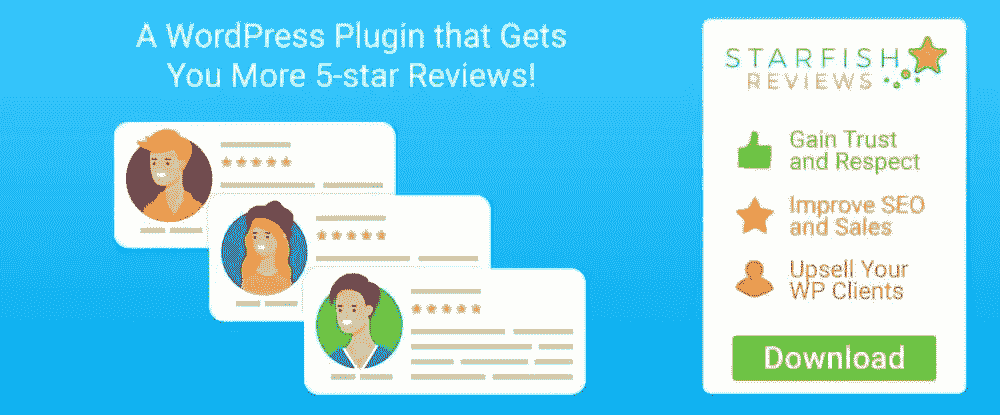 A WordPress Plugin that Gets
You More 5-star Reviews!
STARFISH
REVIEWS
Gain Trust
and Respect
Improve SEO
and Sales
Upsell Your
WP Clients
Download